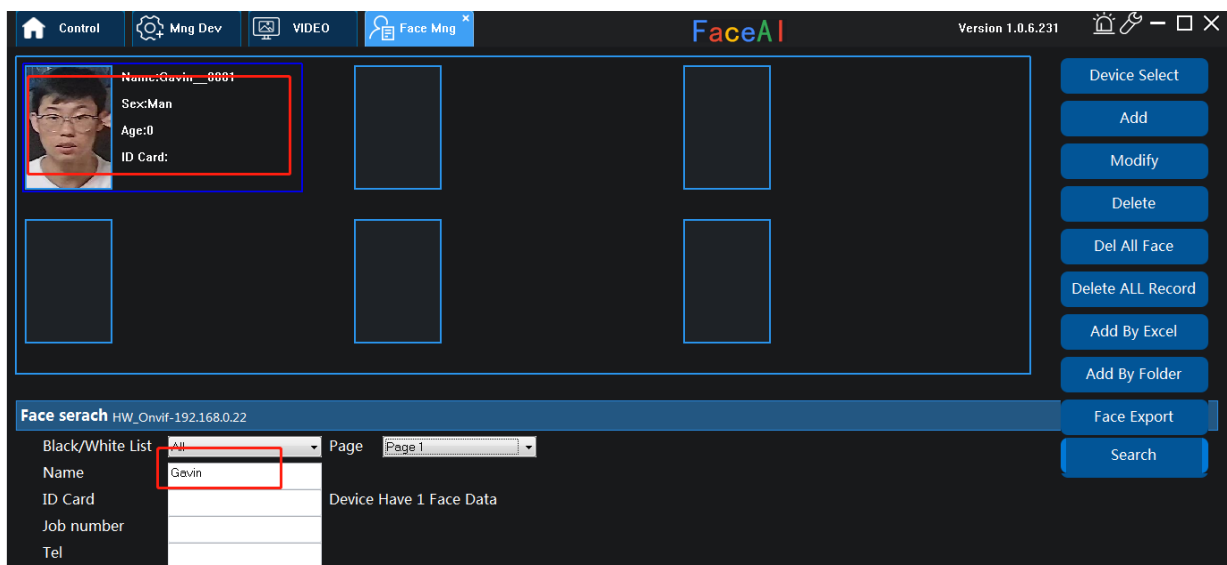 Control Mng Dev VIDEO Face Mng × FaceAI Version 1.0.6.231
Name:Gavin__0001
Sex:Man
Age:0
ID Card:
Device Select
Add
Modify
Delete
Del All Face
Delete ALL Record
Add By Excel
Add By Folder
Face Export
Search
Face serach HW_Onvif-192.168.0.22
Black/White List All Page Page 1
Name Gavin
ID Card Device Have 1 Face Data
Job number
Tel